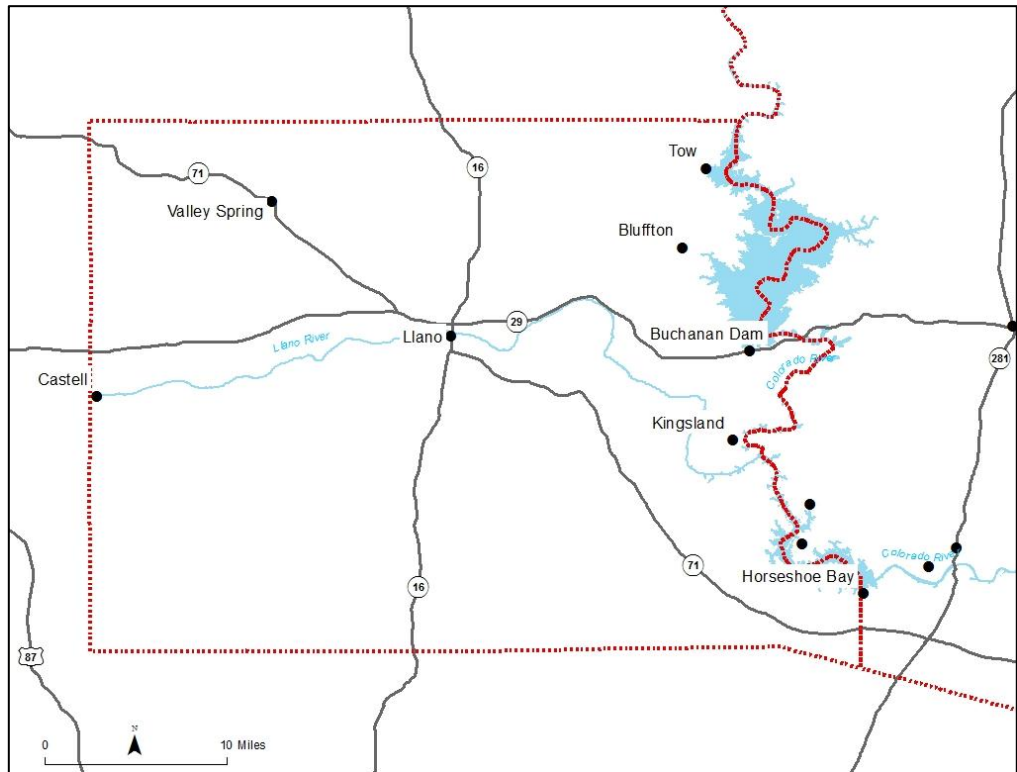 Tow
71
16
Valley Spring
Bluffton
29
Buchanan Dam
Llano
Llano River
281
Colorado River
Castell
Kingsland
Colorado River
71
Horseshoe Bay
16
87
N
0 10 Miles